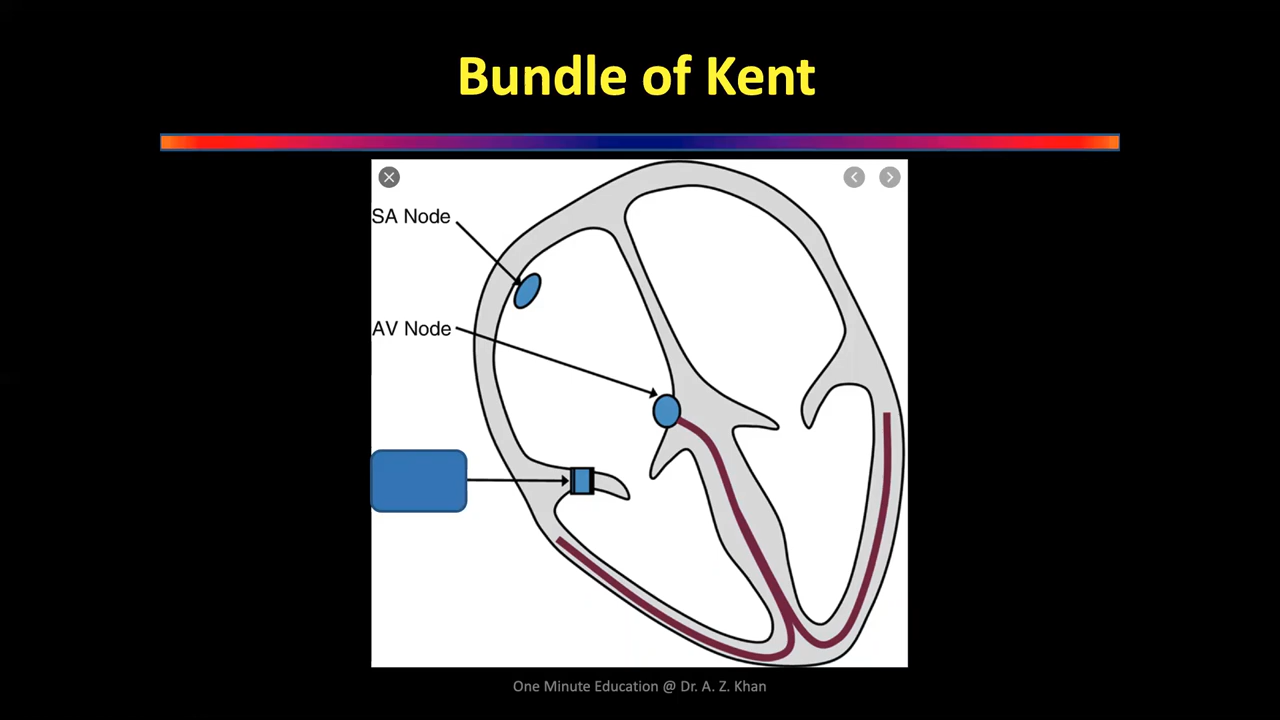 Bundle of Kent
SA Node
AV Node
One Minute Education @ Dr. A. Z. Khan